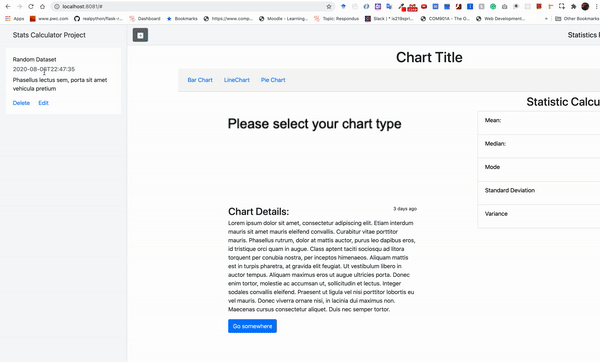 localhost:8081/#
Apps
www.pwc.com
realpython/flask-r...
Dashboard
Bookmarks
https://www.comp...
Moodle - Learning...
Topic: Respondus
Slack | * is219spri...
COM9014 - The O...
Web Development...
Other Bookmarks
Stats Calculator Project
Statistics P
Random Dataset
2020-08-06T22:47:35
Phasellus lectus sem, porta sit amet
vehicula pretium
Delete Edit
Chart Title
Bar Chart LineChart Pie Chart
Please select your chart type
Statistic Calcu
Mean:
Median:
Mode
Standard Deviation
Variance
Chart Details:
3 days ago
Lorem ipsum dolor sit amet, consectetur adipiscing elit. Etiam interdum
mauris sit amet mauris eleifend convallis. Curabitur vitae porttitor
mauris. Phasellus rutrum, dolor at mattis auctor, purus leo dapibus eros,
id tristique orci quam in augue. Class aptent taciti sociosqu ad litora
torquent per conubia nostra, per inceptos himenaeos. Aliquam mattis
est in turpis pharetra, at gravida elit feugiat. Ut vestibulum libero in
auctor tempus. Aliquam maximus eros ut augue ultricies porta. Donec
enim tortor, molestie ac accumsan ut, sollicitudin et lectus. Integer
sodales convallis eleifend. Praesent ut ligula vel nisi porttitor lobortis eu
vel mauris. Donec viverra ornare nisi, in lacinia dui maximus non.
Maecenas cursus consectetur aliquet. Duis nec semper tortor.
Go somewhere